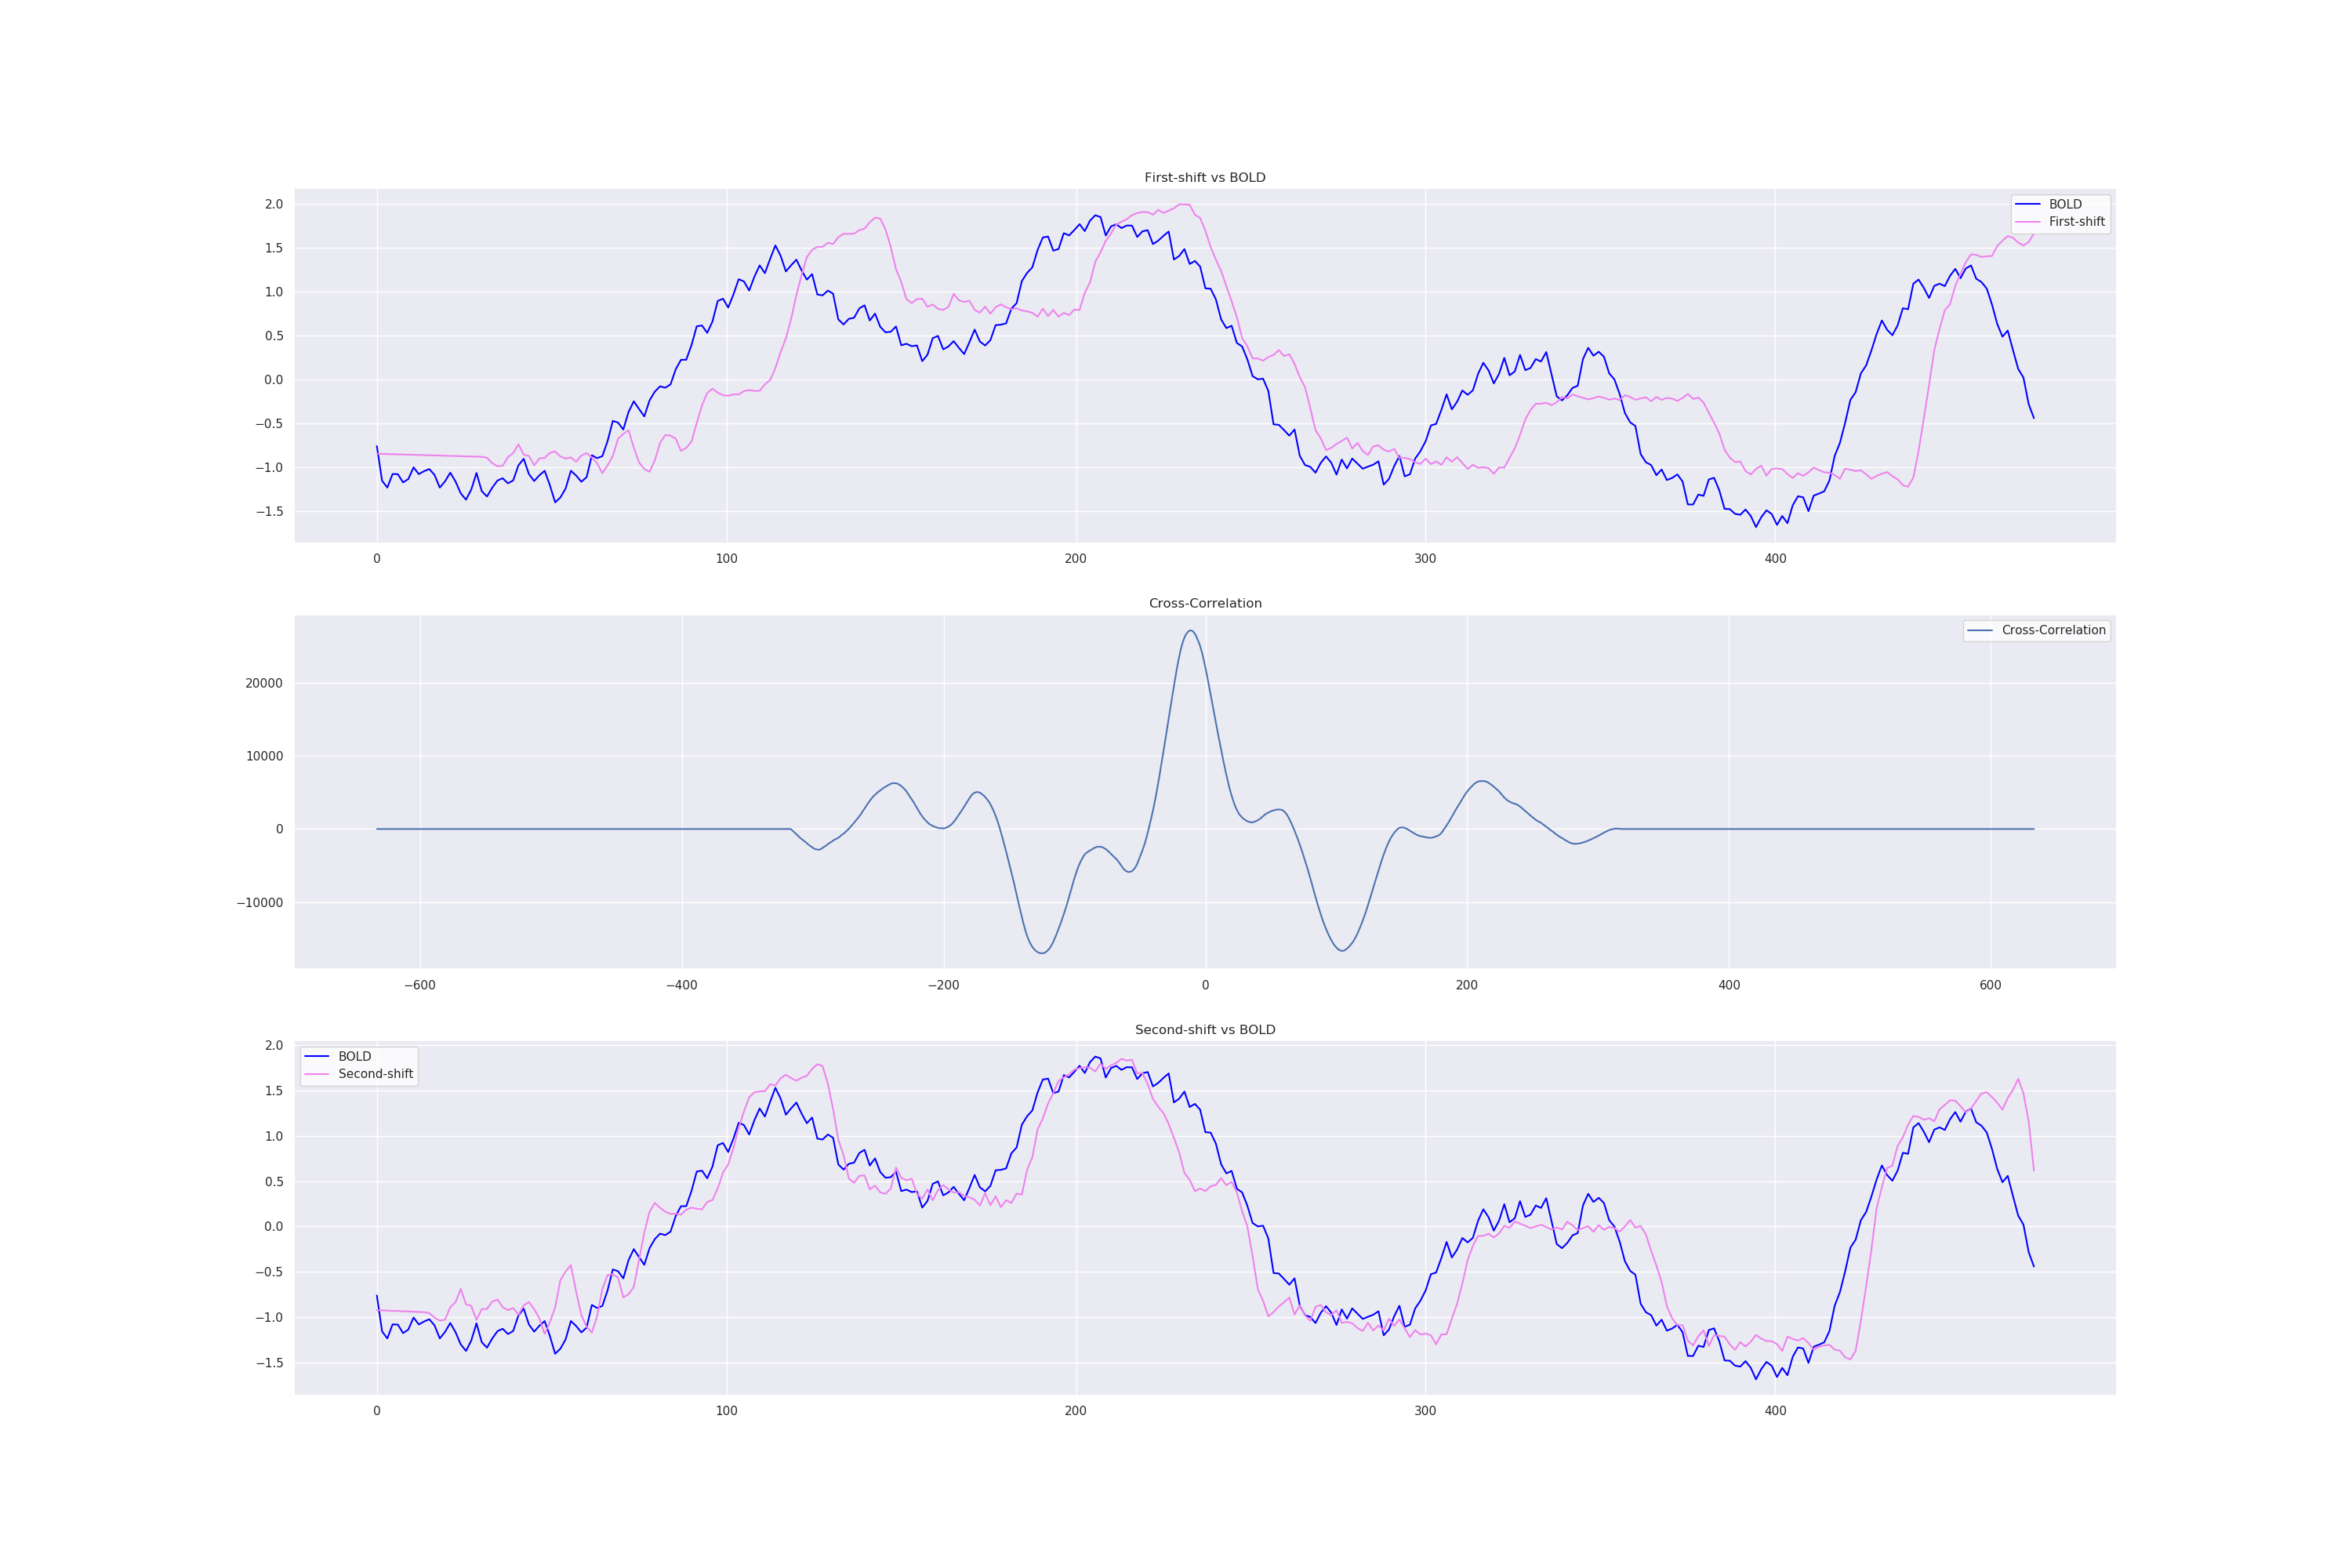 First-shift vs BOLD
2.0
1.5
1.0
0.5
0.0
−0.5
−1.0
−1.5
BOLD
First-shift
0 100 200 300 400
Cross-Correlation
20000
10000
0
−10000
Cross-Correlation
−600 −400 −200 0 200 400 600
Second-shift vs BOLD
2.0
1.5
1.0
0.5
0.0
−0.5
−1.0
−1.5
BOLD
Second-shift
0 100 200 300 400